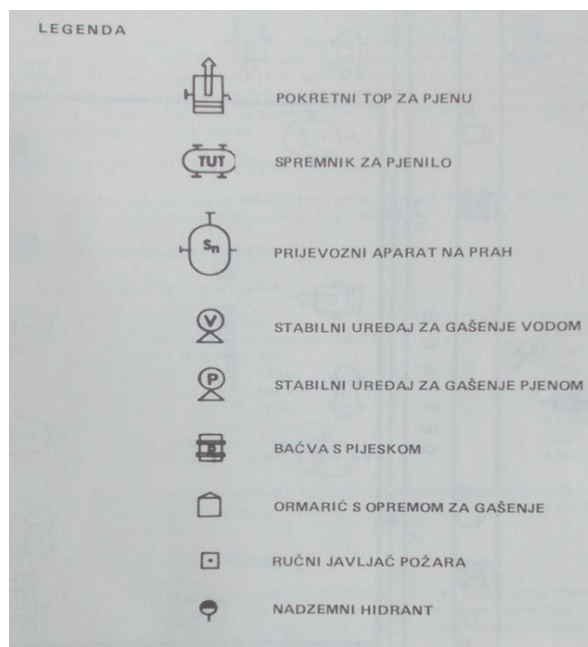 LEGENDA
POKRETNI TOP ZA PJENU
TUT SPREMNIK ZA PJENILO
Sn PRIJEVOZNI APARAT NA PRAH
V STABILNI UREĐAJ ZA GAŠENJE VODOM
P STABILNI UREĐAJ ZA GAŠENJE PJENOM
BAČVA S PIJESKOM
ORMARIĆ S OPREMOM ZA GAŠENJE
RUČNI JAVLJAČ POŽARA
NADZEMNI HIDRANT